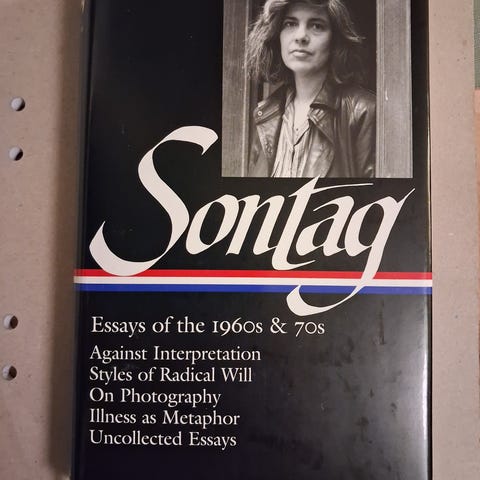 Sontag
Essays of the 1960s & 70s
Against Interpretation
Styles of Radical Will
On Photography
Illness as Metaphor
Uncollected Essays